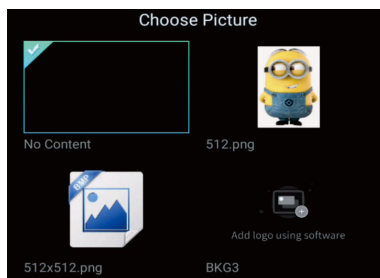 Choose Picture
No Content
512.png
BMP
Add logo using software
512x512.png
BKG3